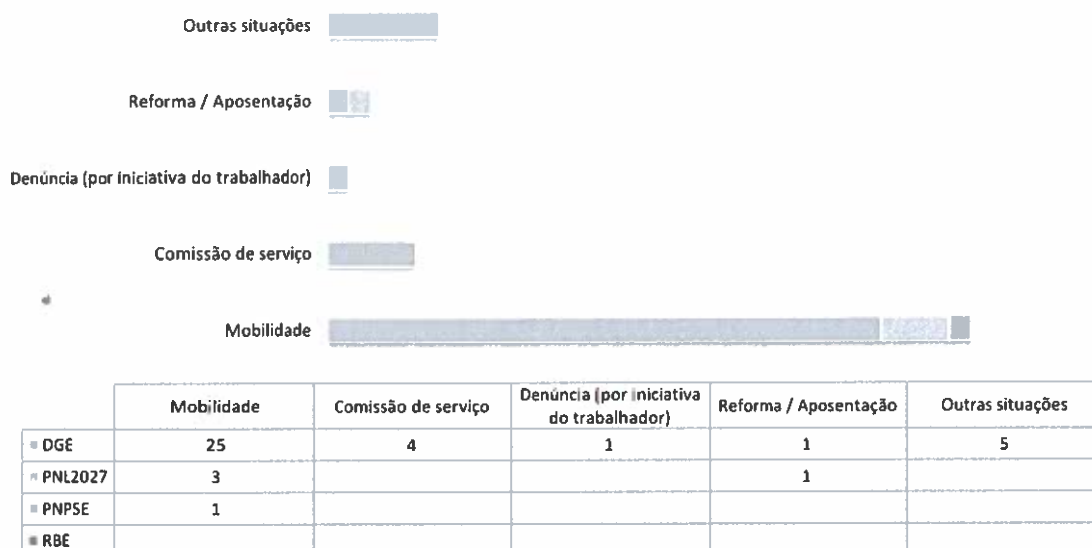 Outras situações
Reforma / Aposentação
Denúncia (por iniciativa do trabalhador)
Comissão de serviço
Mobilidade
Mobilidade Comissão de serviço Denúncia (por iniciativa do trabalhador) Reforma / Aposentação Outras situações
DGE 25 4 1 1 5
PNL2027 3 1
PNPSE 1
RBE